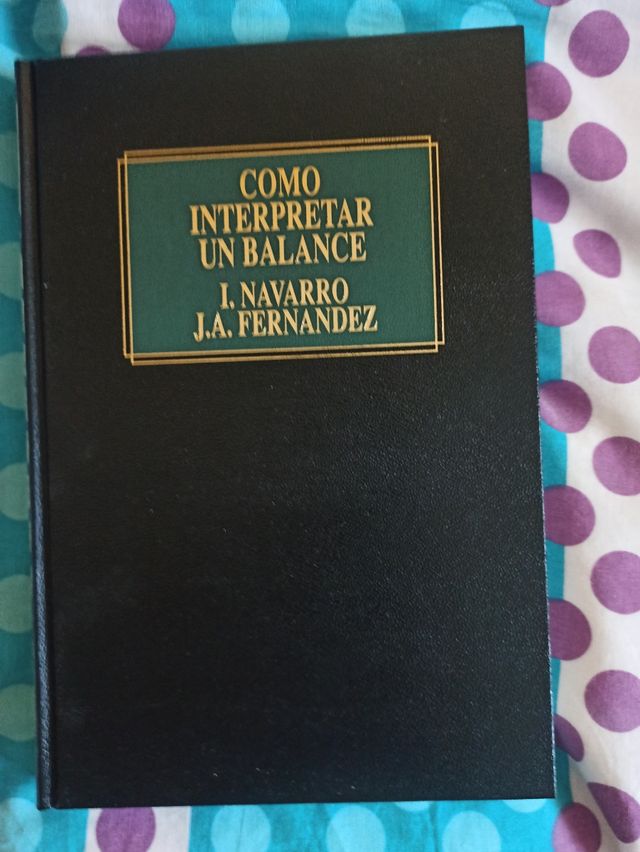 COMO
INTERPRETAR
UN BALANCE
I. NAVARRO
J.A. FERNANDEZ